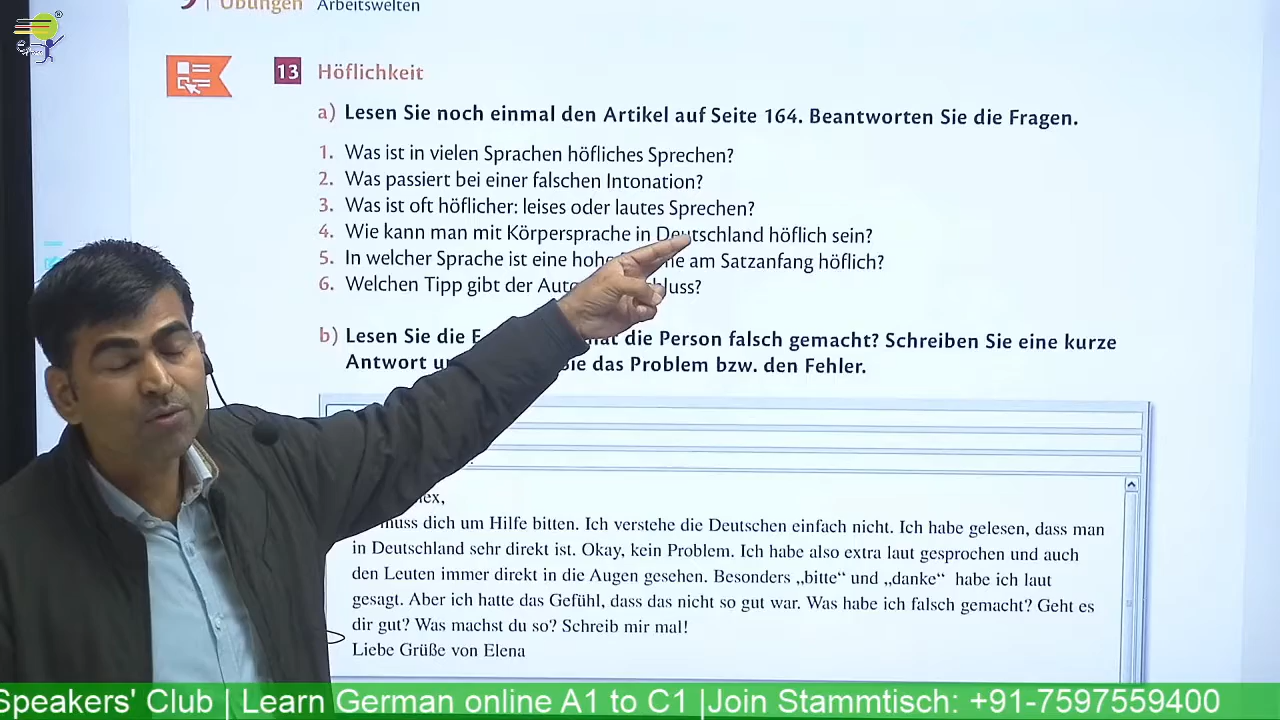 Übungen Arbeitswelten
13 Höflichkeit
a) Lesen Sie noch einmal den Artikel auf Seite 164. Beantworten Sie die Fragen.
1. Was ist in vielen Sprachen höfliches Sprechen?
2. Was passiert bei einer falschen Intonation?
3. Was ist oft höflicher: leises oder lautes Sprechen?
4. Wie kann man mit Körpersprache in Deutschland höflich sein?
5. In welcher Sprache ist eine hohe am Satzanfang höflich?
6. Welchen Tipp gibt der
b) Lesen Sie die die Person falsch gemacht? Schreiben Sie eine kurze
Antwort das Problem bzw. den Fehler.
dich um Hilfe bitten. Ich verstehe die Deutschen einfach nicht. Ich habe gelesen, dass man
in Deutschland sehr direkt ist. Okay, kein Problem. Ich habe also extra laut gesprochen und auch
den Leuten immer direkt in die Augen gesehen. Besonders „bitte“ und „danke“ habe ich laut
gesagt. Aber ich hatte das Gefühl, dass das nicht so gut war. Was habe ich falsch gemacht? Geht es
dir gut? Was machst du so? Schreib mir mal!
Liebe Grüße von Elena
Speakers' Club | Learn German online A1 to C1 |Join Stammtisch: +91-7597559400